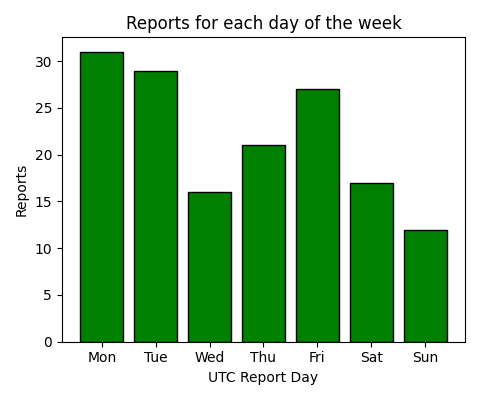 Reports for each day of the week
30
25
20
15
10
5
0
Reports
Mon Tue Wed Thu Fri Sat Sun
UTC Report Day